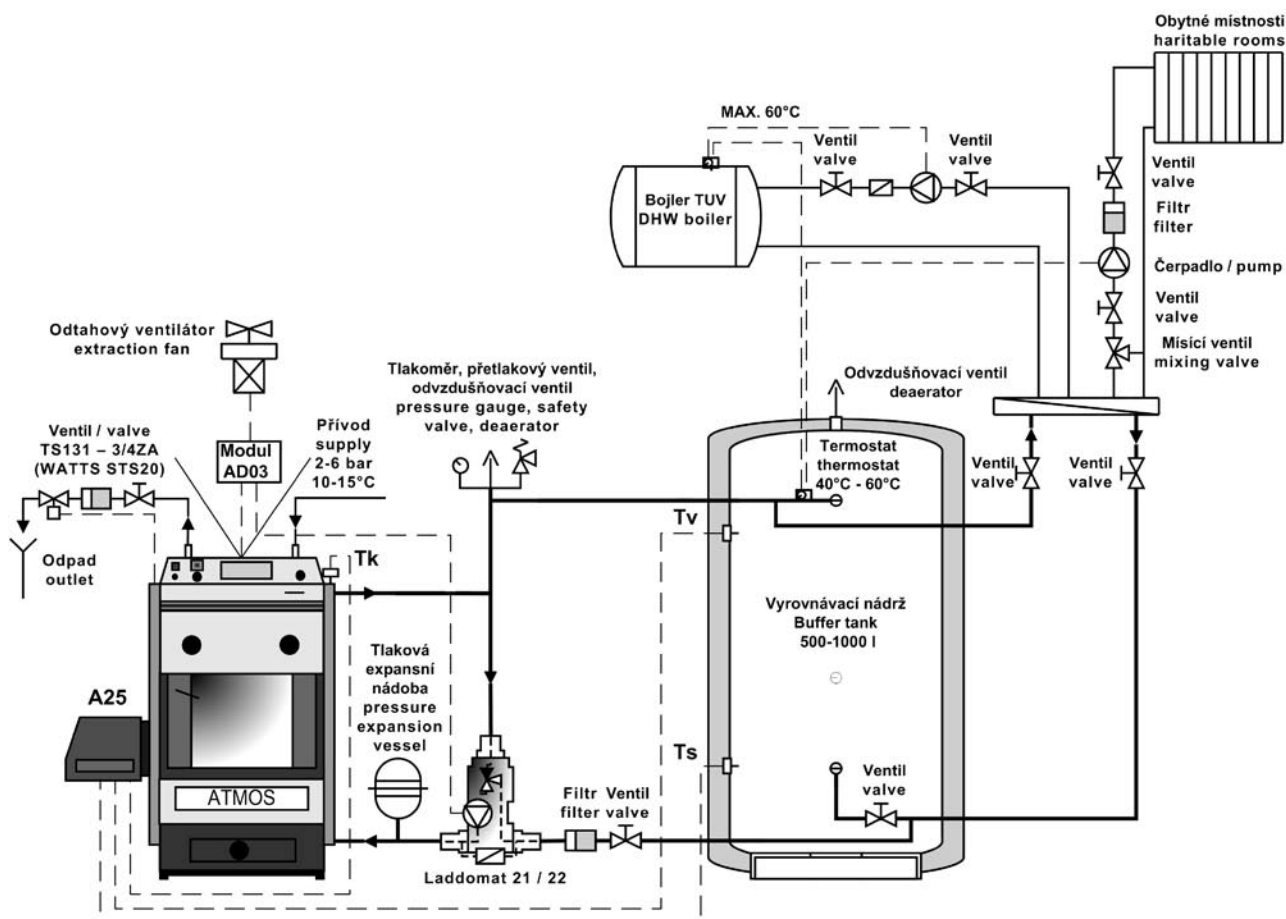 Obytné místnosti
haritable rooms
MAX. 60°C
Ventil
valve
Ventil
valve
Ventil
valve
Bojler TUV
DHW boiler
Filtr
filter
Čerpadlo / pump
Ventil
valve
Mísící ventil
mixing valve
Odtahový ventilátor
extraction fan
Tlakoměr, přetlakový ventil,
odvzdušňovací ventil
pressure gauge, safety
valve, deaerator
Odvzdušňovací ventil
deaerator
Ventil / valve
TS131 – 3/4ZA
(WATTS STS20)
Modul
AD03
Přívod
supply
2-6 bar
10-15°C
Termostat
thermostat
40°C - 60°C
Ventil
valve
Ventil
valve
Tv
Odpad
outlet
Tk
Vyrovnávací nádrž
Buffer tank
500-1000 l
Tlaková
expansní
nádoba
pressure
expansion
vessel
A25
Ts
ATMOS
Filtr
filter
Ventil
valve
Ventil
valve
Laddomat 21 / 22